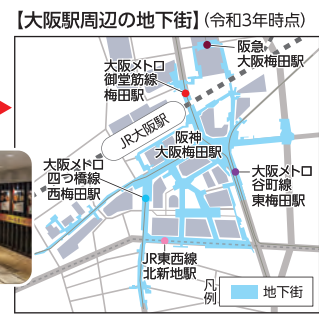 【大阪駅周辺の地下街】(令和3年時点)
阪急
大阪梅田駅
大阪メトロ
御堂筋線
梅田駅
JR大阪駅
阪神
大阪梅田駅
大阪メトロ
四つ橋線
西梅田駅
大阪メトロ
谷町線
東梅田駅
JR東西線
北新地駅
凡例
地下街